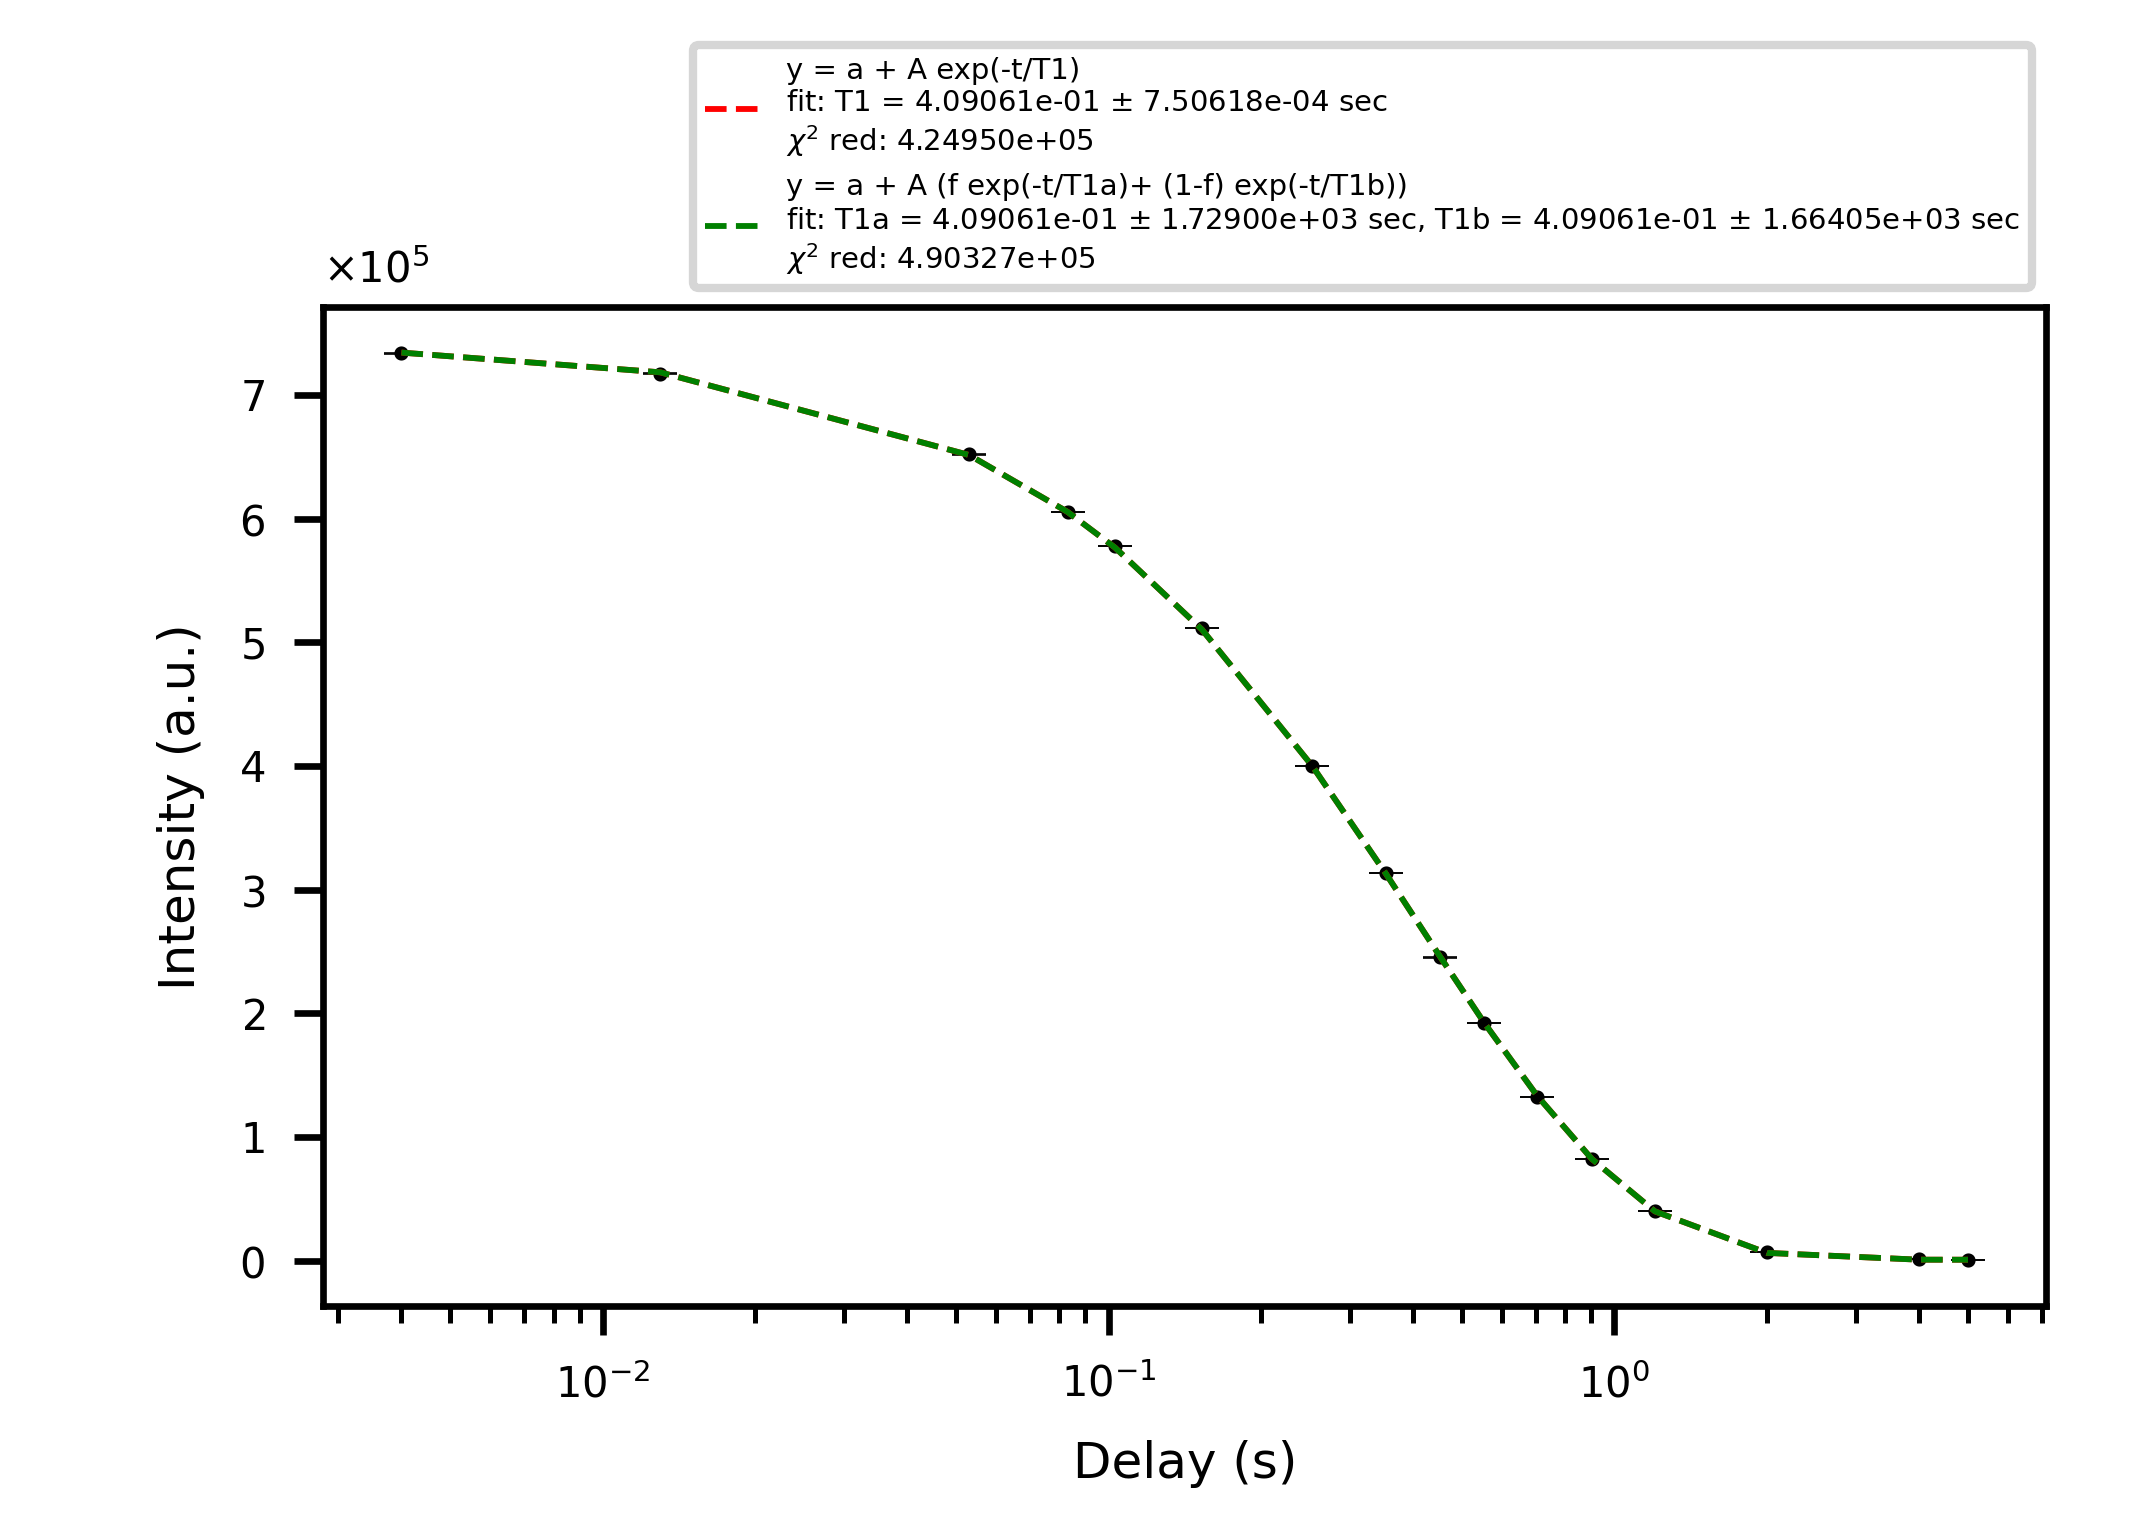 y = a + A exp(-t/T1)
fit: T1 = 4.09061e-01 ± 7.50618e-04 sec
χ² red: 4.24950e+05
y = a + A (f exp(-t/T1a)+ (1-f) exp(-t/T1b))
fit: T1a = 4.09061e-01 ± 1.72900e+03 sec, T1b = 4.09061e-01 ± 1.66405e+03 sec
χ² red: 4.90327e+05
×10⁵
7
6
5
4
3
2
1
0
Intensity (a.u.)
10⁻² 10⁻¹ 10⁰
Delay (s)